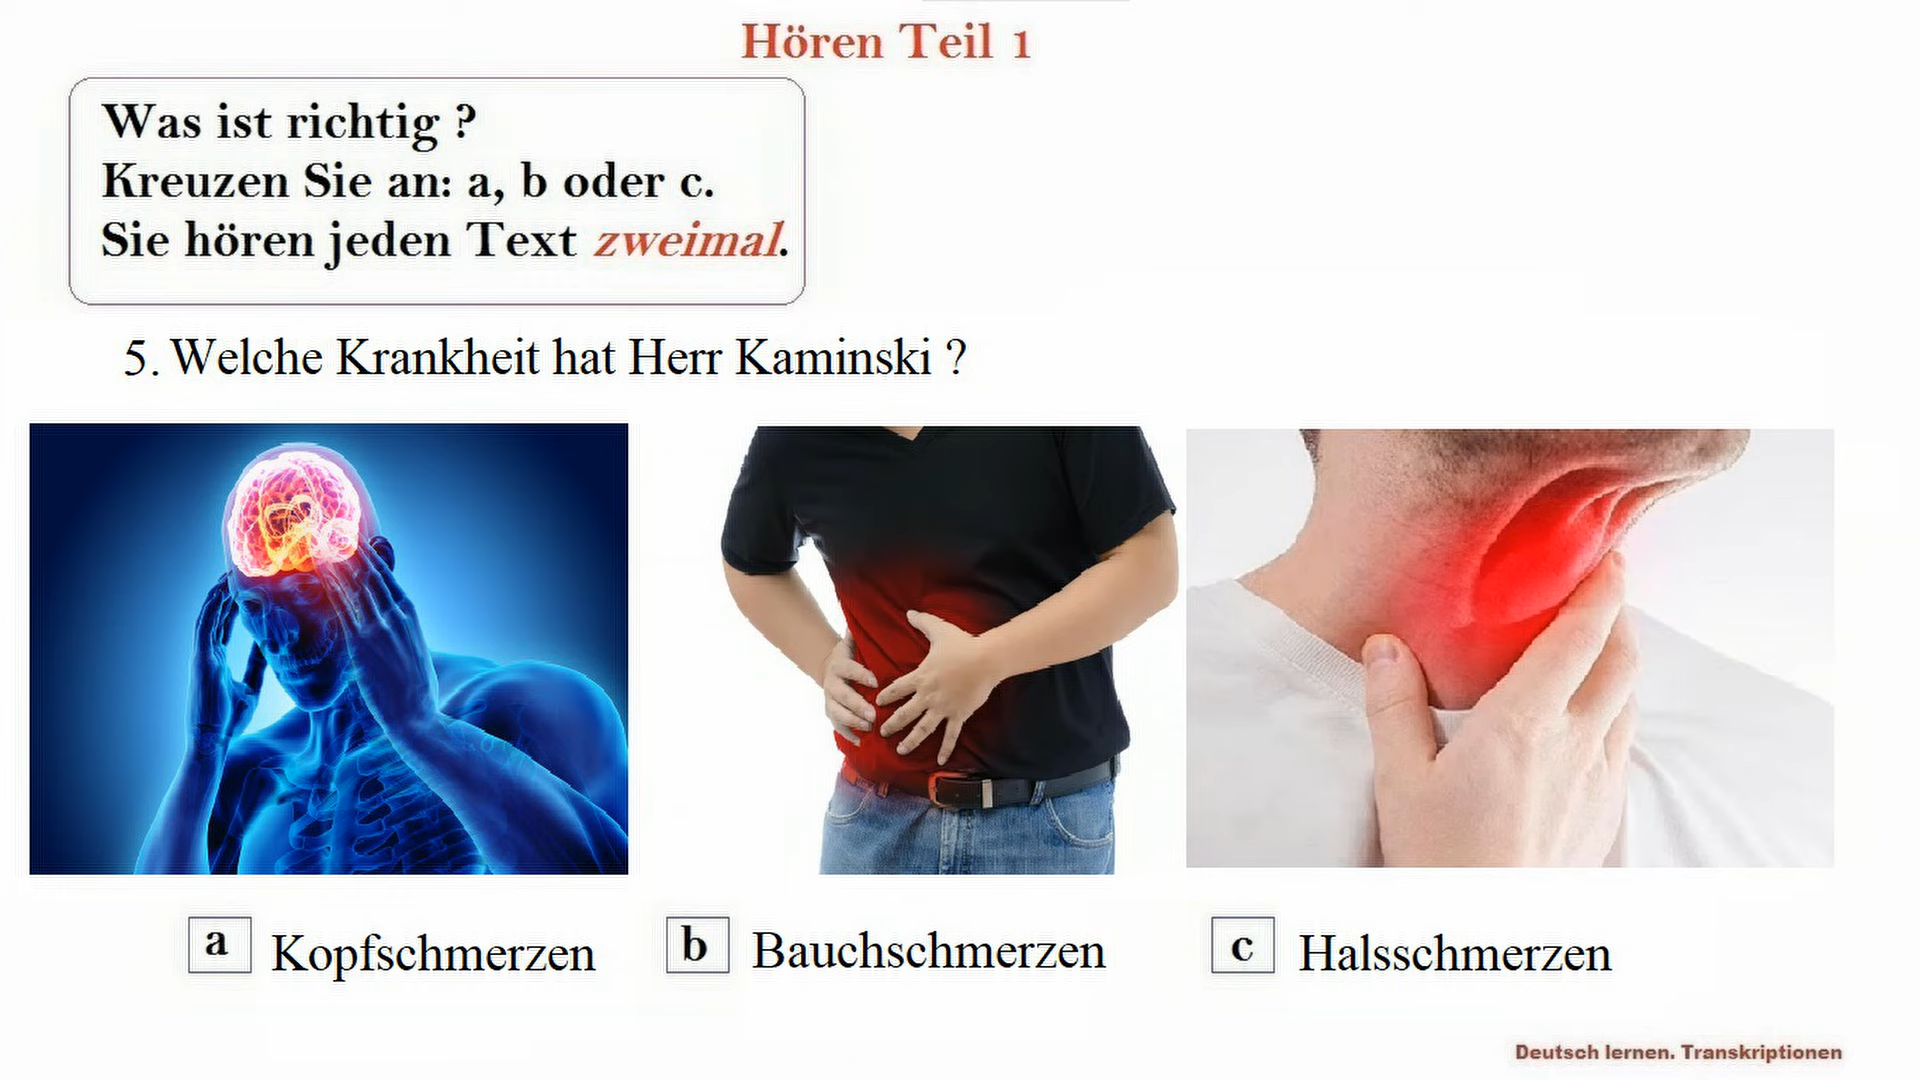 Hören Teil 1
Was ist richtig ?
Kreuzen Sie an: a, b oder c.
Sie hören jeden Text zweimal.
5. Welche Krankheit hat Herr Kaminski ?
a Kopfschmerzen
b Bauchschmerzen
c Halsschmerzen
Deutsch lernen. Transkriptionen